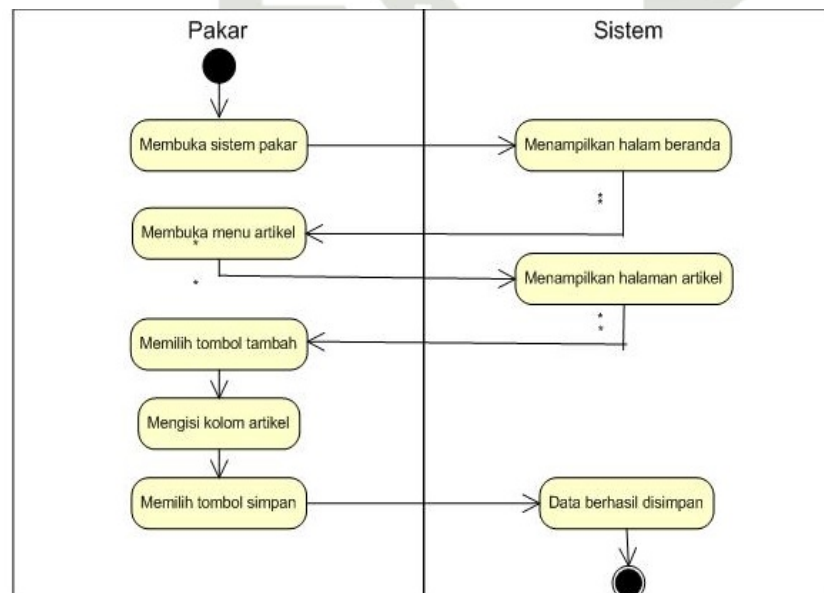 Pakar
Sistem
Membuka sistem pakar
Menampilkan halam beranda
*
*
Membuka menu artikel
*
Menampilkan halaman artikel
*
*
*
Memilih tombol tambah
Mengisi kolom artikel
Memilih tombol simpan
Data berhasil disimpan